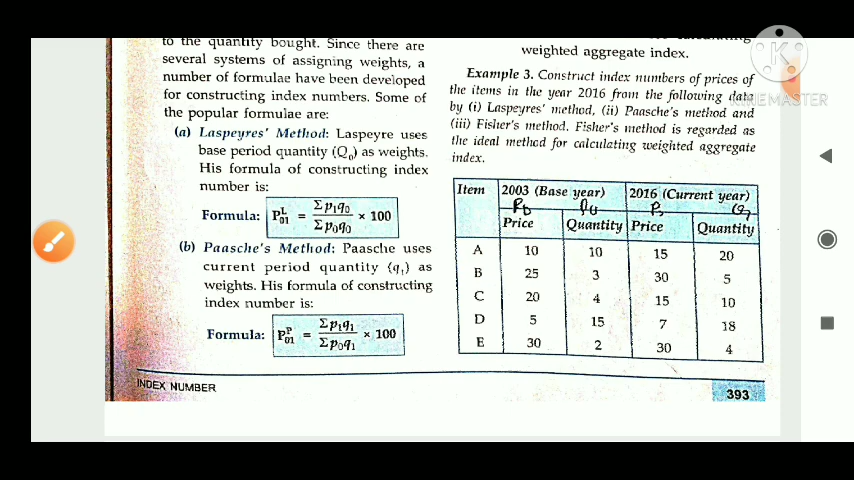 to the quantity bought. Since there are
several systems of assigning weights, a
number of formulae have been developed
for constructing index numbers. Some of
the popular formulae are:
(a) Laspeyres' Method: Laspeyre uses
base period quantity (Q₀) as weights.
His formula of constructing index
number is:
Formula: P₀₁ᴸ = Σp₁q₀ / Σp₀q₀ × 100
(b) Paasche's Method: Paasche uses
current period quantity (q₁) as
weights. His formula of constructing
index number is:
Formula: P₀₁ᴾ = Σp₁q₁ / Σp₀q₁ × 100
INDEX NUMBER
calculating
weighted aggregate index.
Example 3. Construct index numbers of prices of
the items in the year 2016 from the following data
by (i) Laspeyres' method, (ii) Paasche's method and
(iii) Fisher's method. Fisher's method is regarded as
the ideal method for calculating weighted aggregate
index.
Item 2003 (Base year) 2016 (Current year)
P₀ P₁ q₁
Price Quantity Price Quantity
A 10 10 15 20
B 25 3 30 5
C 20 4 15 10
D 5 15 7 18
E 30 2 30 4
393
K
KINEMASTER